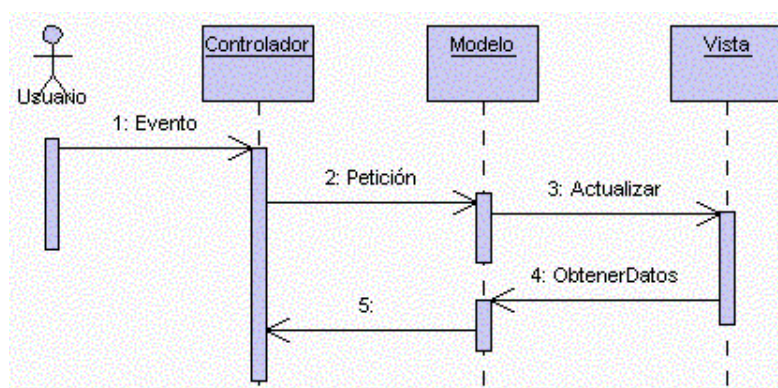 Controlador
Modelo
Vista
Usuario
1: Evento
2: Petición
3: Actualizar
4: ObtenerDatos
5: